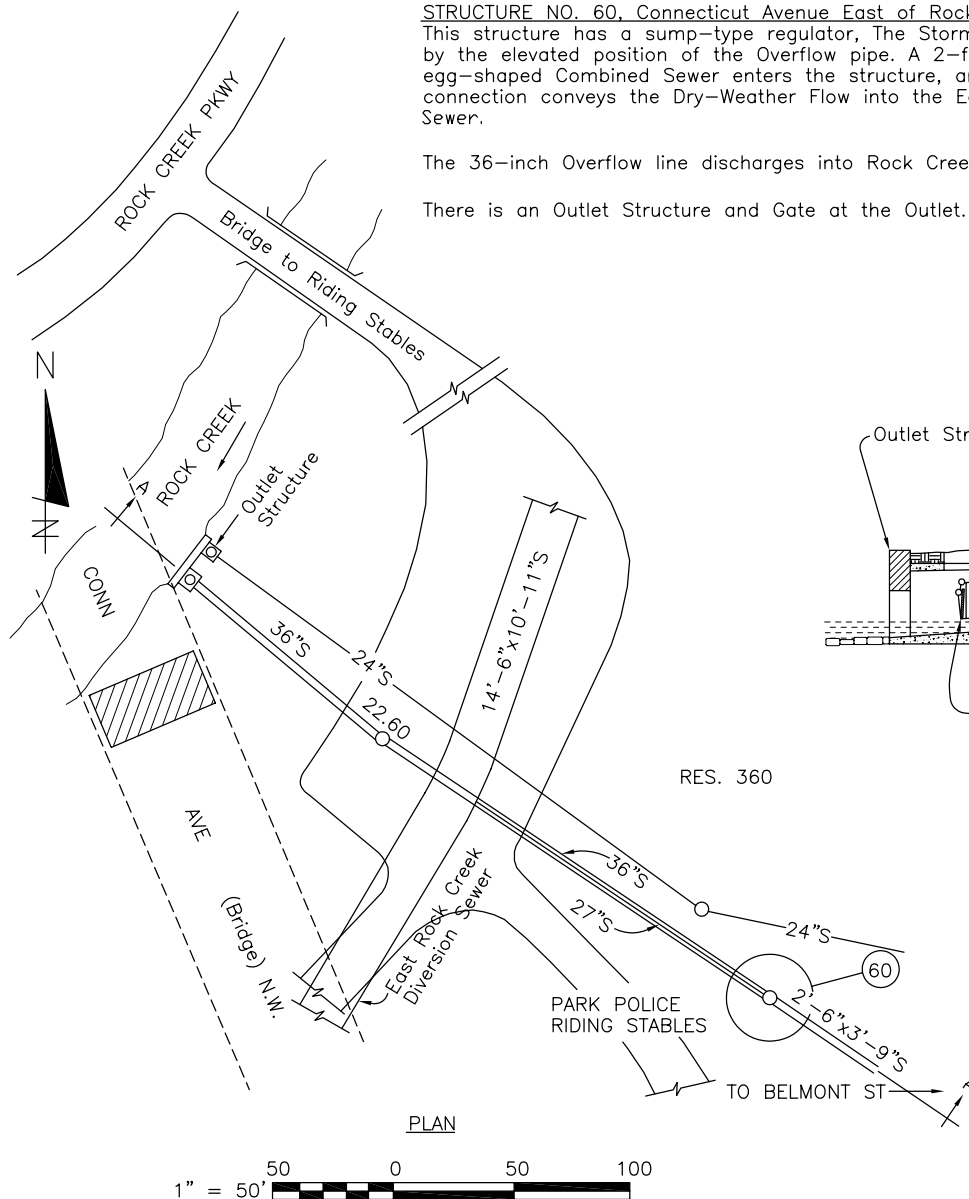 STRUCTURE NO. 60, Connecticut Avenue East of Rock
This structure has a sump-type regulator, The Storm
by the elevated position of the Overflow pipe. A 2-f
egg-shaped Combined Sewer enters the structure, a
connection conveys the Dry-Weather Flow into the E
Sewer.
The 36-inch Overflow line discharges into Rock Cree
There is an Outlet Structure and Gate at the Outlet.
ROCK CREEK PKWY
Bridge to Riding Stables
N
N
ROCK CREEK
A
Outlet
Structure
Outlet Str
CONN
36"S
24"S
14'-6"x10'-11"S
22.60
RES. 360
AVE
(Bridge) N.W.
36"S
27"S
East Rock Creek
Diversion Sewer
24"S
60
2'-6"x3'-9"S
PARK POLICE
RIDING STABLES
TO BELMONT ST
PLAN
50 0 50 100
1" = 50'